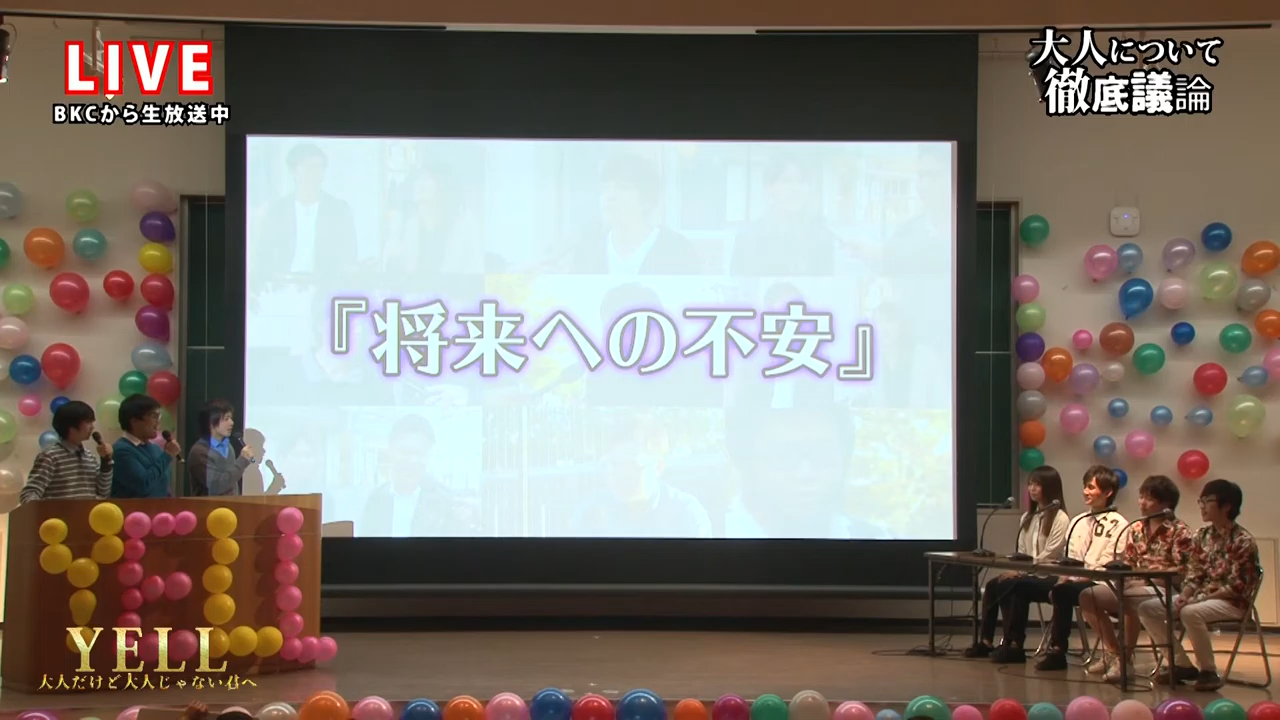 LIVE
BKCから生放送中
大人について
徹底議論
『将来への不安』
62
YELL
YELL
大人だけど大人じゃない君へ